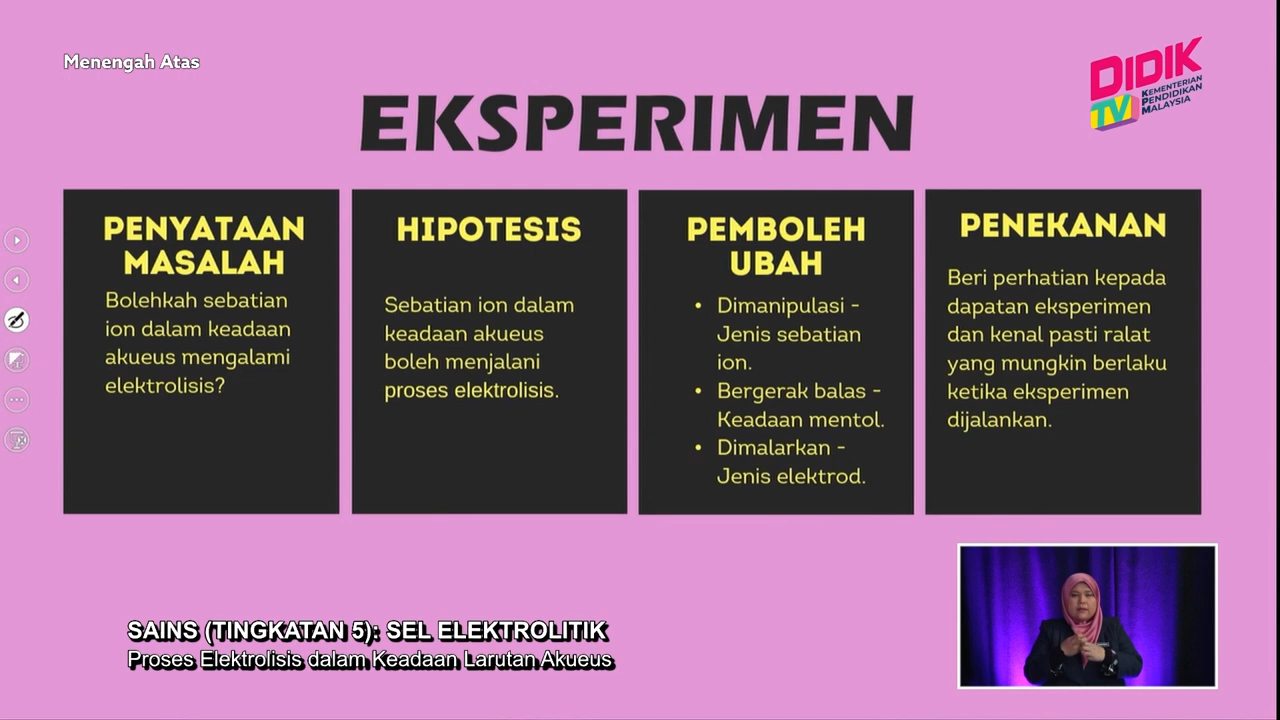 Menengah Atas
DIDIK
TV
KEMENTERIAN
PENDIDIKAN
MALAYSIA
EKSPERIMEN
PENYATAAN
MASALAH
Bolehkah sebatian
ion dalam keadaan
akueus mengalami
elektrolisis?
HIPOTESIS
Sebatian ion dalam
keadaan akueus
boleh menjalani
proses elektrolisis.
PEMBOLEH
UBAH
• Dimanipulasi -
Jenis sebatian
ion.
• Bergerak balas -
Keadaan mentol.
• Dimalarkan -
Jenis elektrod.
PENEKANAN
Beri perhatian kepada
dapatan eksperimen
dan kenal pasti ralat
yang mungkin berlaku
ketika eksperimen
dijalankan.
SAINS (TINGKATAN 5): SEL ELEKTROLITIK
Proses Elektrolisis dalam Keadaan Larutan Akueus